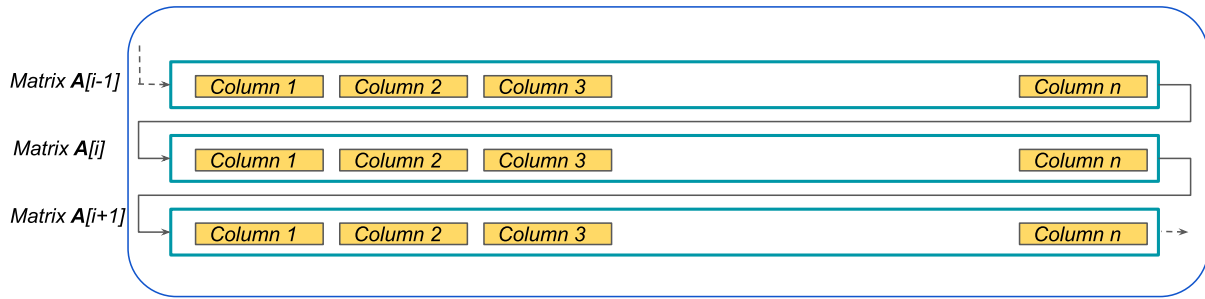 Matrix A[i-1] Column 1 Column 2 Column 3 Column n
Matrix A[i] Column 1 Column 2 Column 3 Column n
Matrix A[i+1] Column 1 Column 2 Column 3 Column n